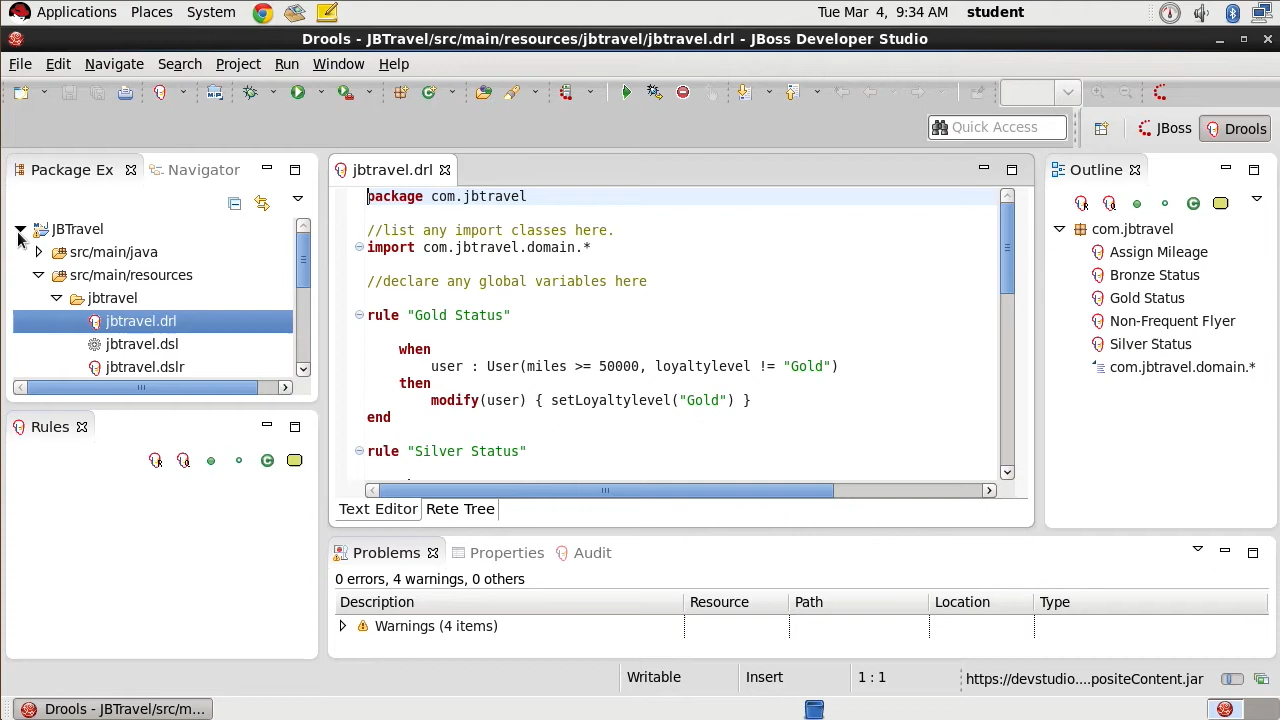 Applications Places System Tue Mar 4, 9:34 AM student
Drools - JBTravel/src/main/resources/jbtravel/jbtravel.drl - JBoss Developer Studio
File Edit Navigate Search Project Run Window Help
Quick Access JBoss Drools
Package Ex Navigator
JBTravel
src/main/java
src/main/resources
jbtravel
jbtravel.drl
jbtravel.dsl
jbtravel.dslr
Rules
jbtravel.drl
package com.jbtravel
//list any import classes here.
import com.jbtravel.domain.*
//declare any global variables here
rule "Gold Status"
when
user : User(miles >= 50000, loyaltylevel != "Gold")
then
modify(user) { setLoyaltylevel("Gold") }
end
rule "Silver Status"
Text Editor Rete Tree
Outline
com.jbtravel
Assign Mileage
Bronze Status
Gold Status
Non-Frequent Flyer
Silver Status
com.jbtravel.domain.*
Problems Properties Audit
0 errors, 4 warnings, 0 others
Description Resource Path Location Type
Warnings (4 items)
Writable Insert 1 : 1 https://devstudio....positeContent.jar
Drools - JBTravel/src/m...